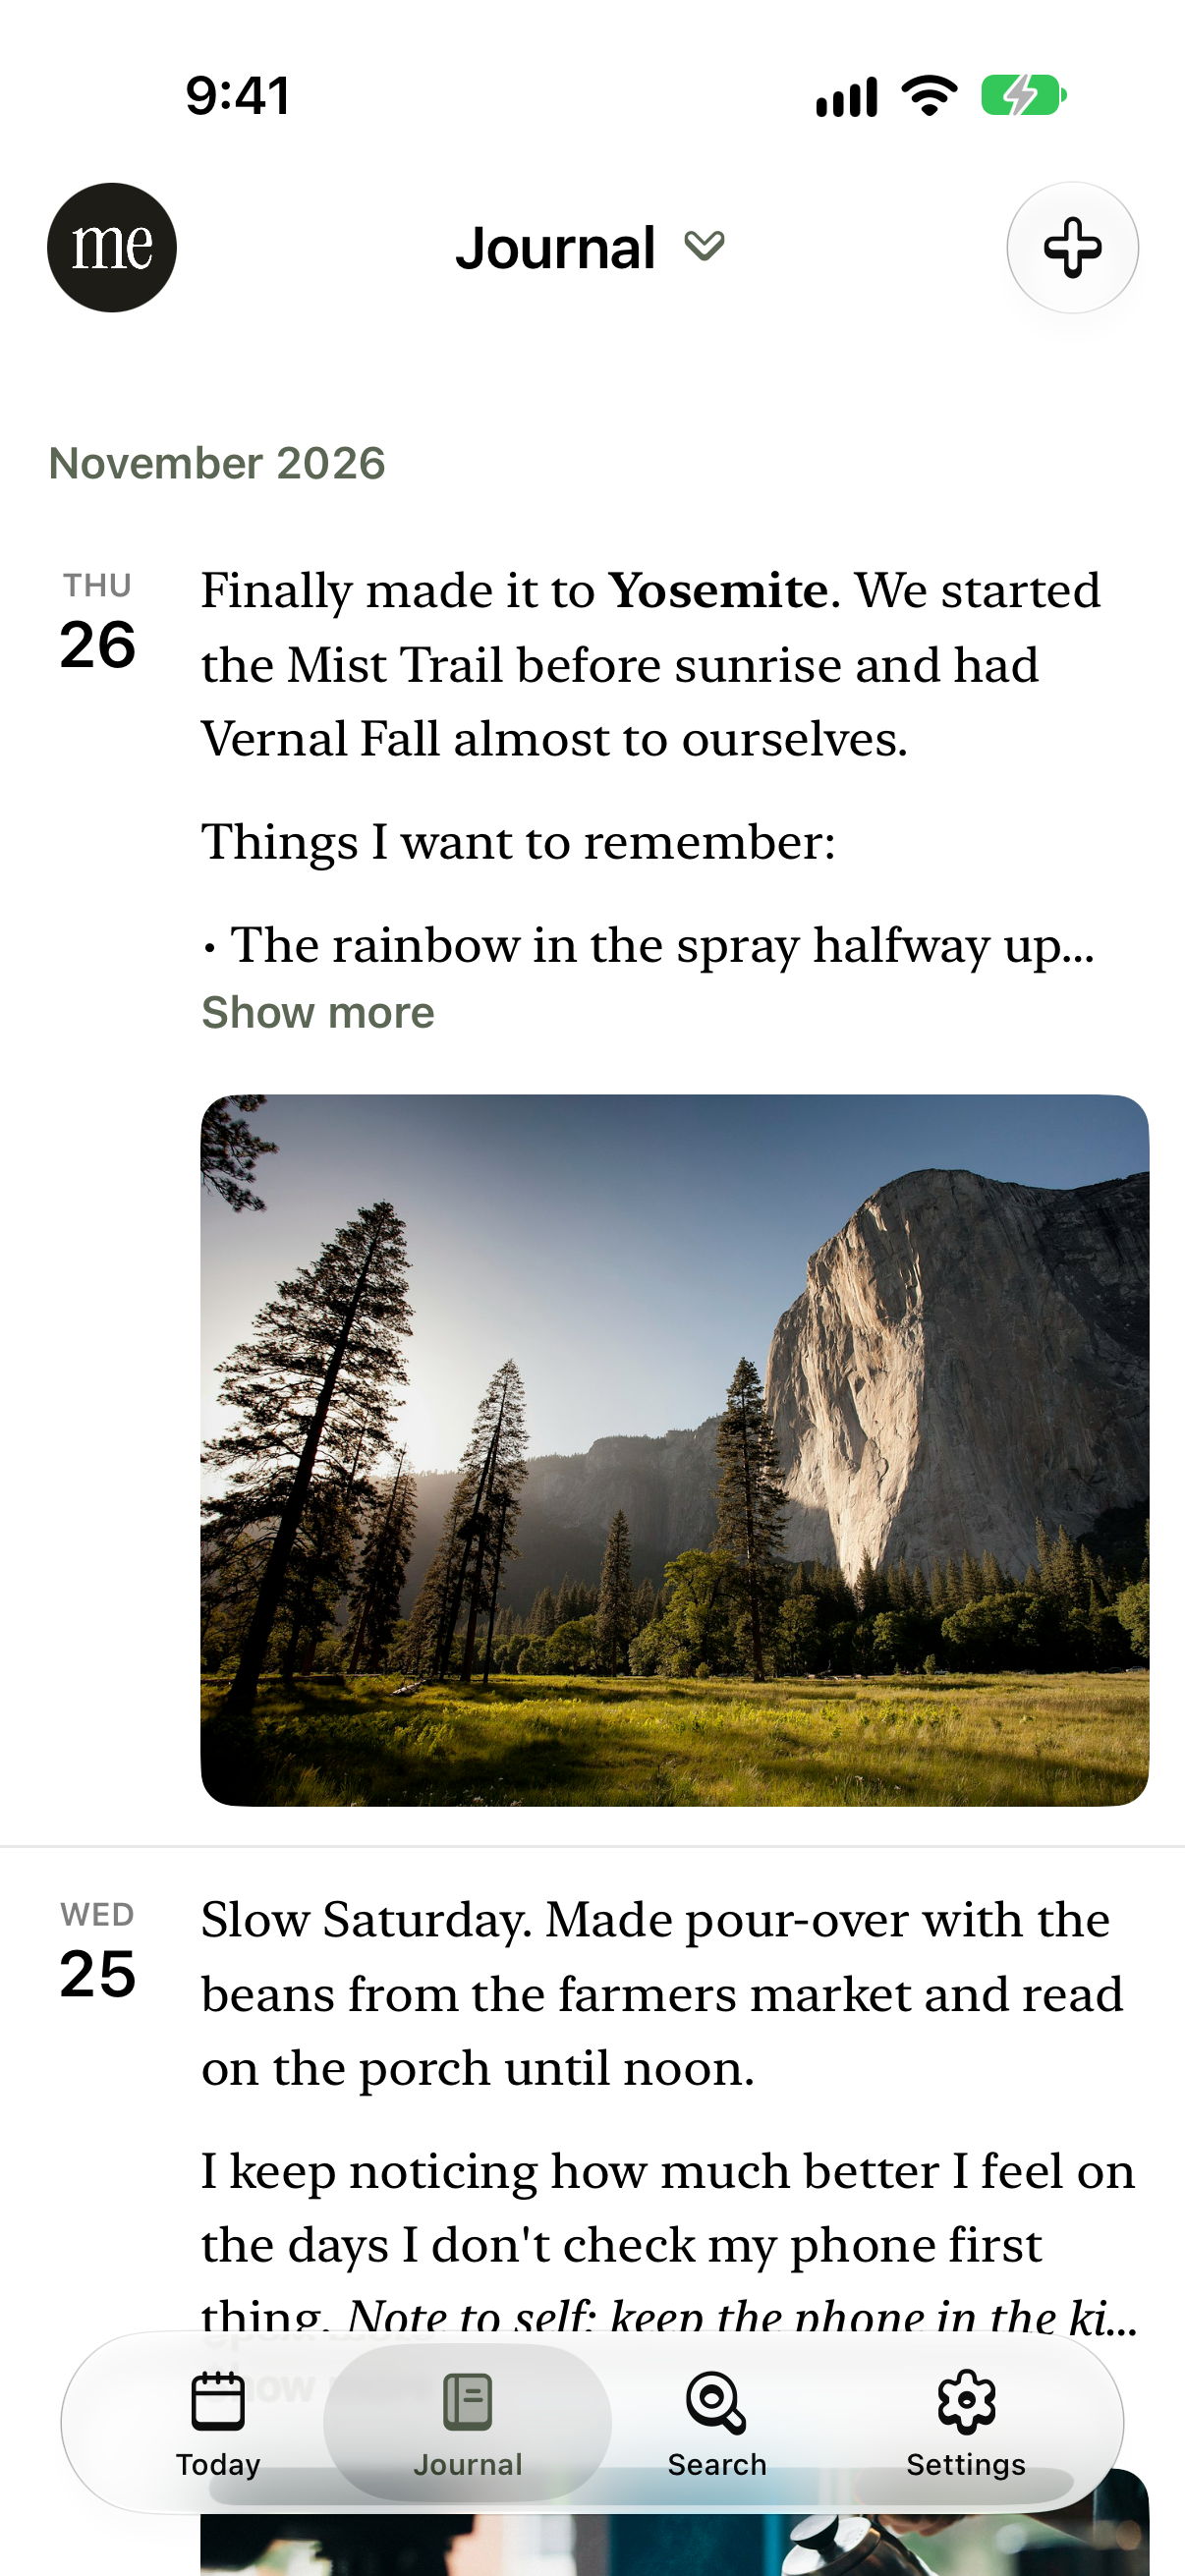 9:41
me
Journal
November 2026
THU
26
Finally made it to Yosemite. We started
the Mist Trail before sunrise and had
Vernal Fall almost to ourselves.
Things I want to remember:
• The rainbow in the spray halfway up...
Show more
WED
25
Slow Saturday. Made pour-over with the
beans from the farmers market and read
on the porch until noon.
I keep noticing how much better I feel on
the days I don't check my phone first
thing. Note to self: keep the phone in the ki...
Today
Journal
Search
Settings